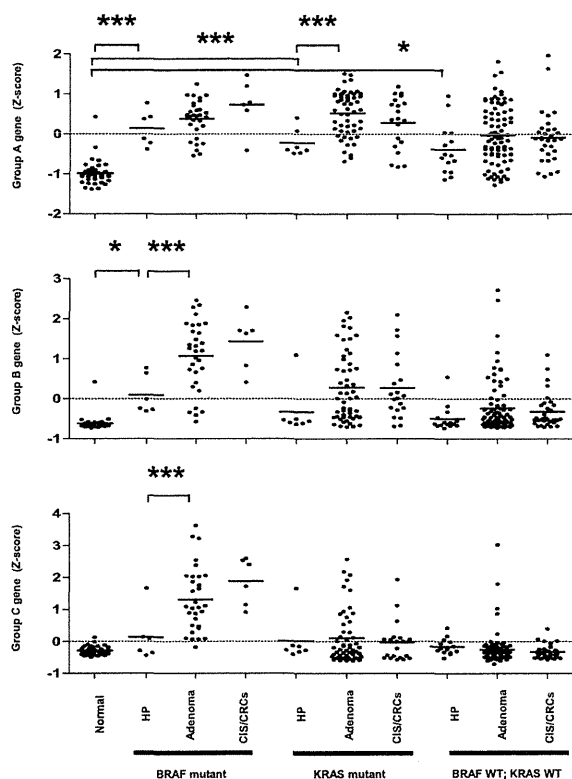 ***
***
***
*
2
1
0
-1
-2
Group A gene (Z-score)
*
***
3
2
1
0
-1
Group B gene (Z-score)
***
4
3
2
1
0
-1
Group C gene (Z-score)
Normal
HP
Adenoma
CIS/CRCs
HP
Adenoma
CIS/CRCs
HP
Adenoma
CIS/CRCs
BRAF mutant
KRAS mutant
BRAF WT; KRAS WT